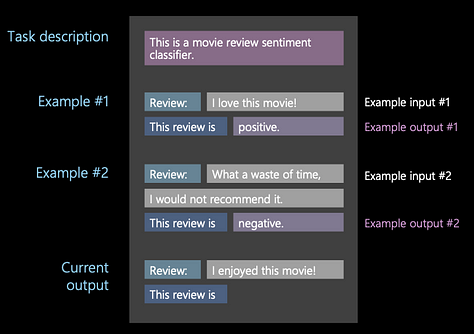 Task description
This is a movie review sentiment
classifier.
Example #1
Review: I love this movie! Example input #1
This review is positive. Example output #1
Example #2
Review: What a waste of time, Example input #2
I would not recommend it.
This review is negative. Example output #2
Current
output
Review: I enjoyed this movie!
This review is